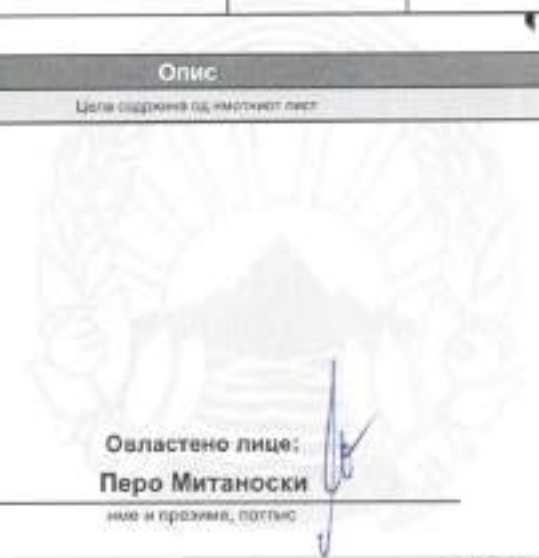 Опис
Цела содржина од имотниот лист
Овластено лице:
Перо Митаноски
име и презиме, потпис